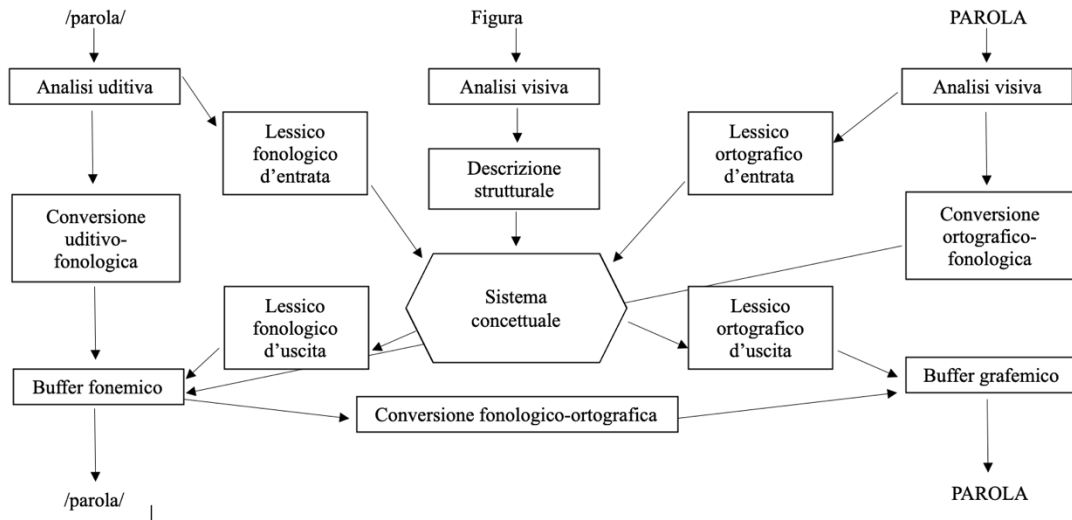 /parola/
Figura
PAROLA
Analisi uditiva
Analisi visiva
Analisi visiva
Lessico
fonologico
d'entrata
Descrizione
strutturale
Lessico
ortografico
d'entrata
Conversione
uditivo-
fonologica
Conversione
ortografico-
fonologica
Sistema
concettuale
Lessico
fonologico
d'uscita
Lessico
ortografico
d'uscita
Buffer fonemico
Buffer grafemico
Conversione fonologico-ortografica
/parola/
PAROLA